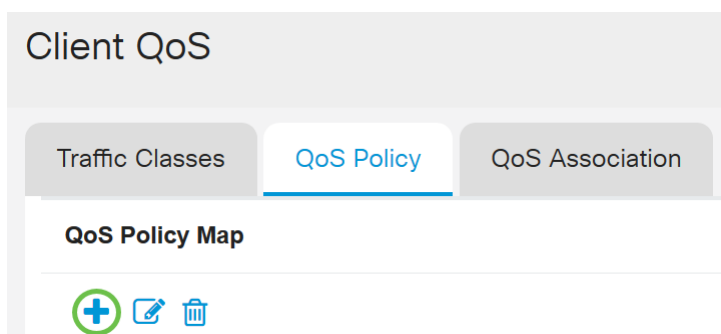 Client QoS
Traffic Classes QoS Policy QoS Association
QoS Policy Map